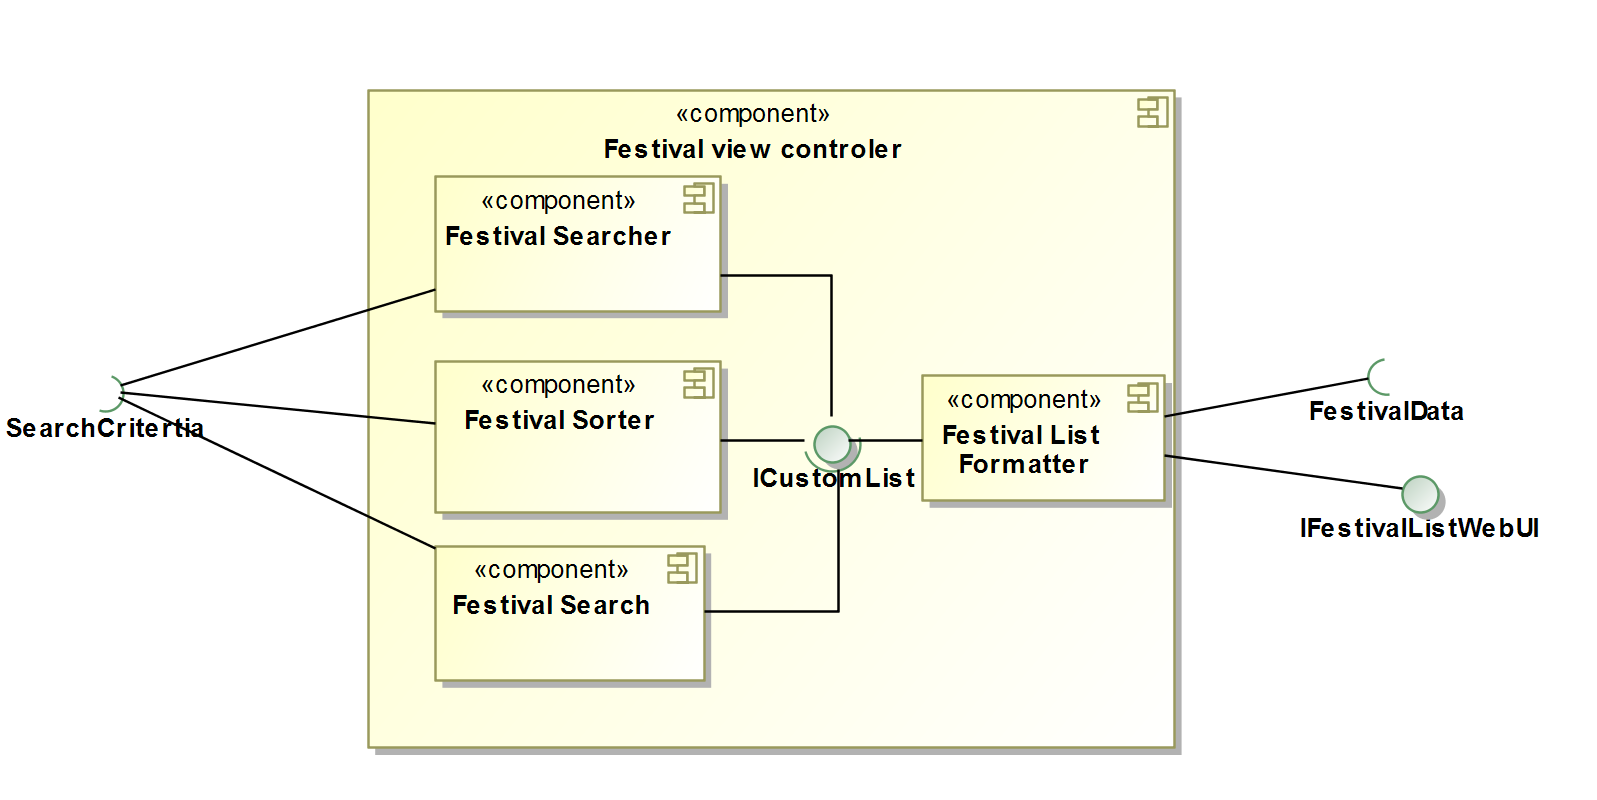 «component»
Festival view controler
«component»
Festival Searcher
«component»
Festival Sorter
«component»
Festival Search
SearchCritertia
ICustomList
«component»
Festival List
Formatter
FestivalData
IFestivalListWebUI